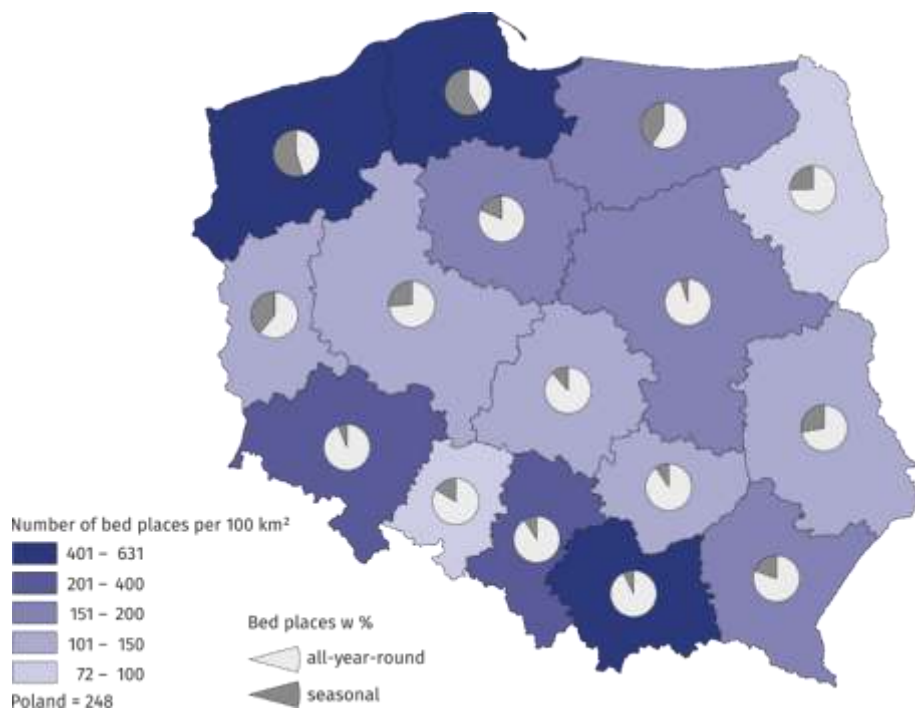 Number of bed places per 100 km²
401 – 631
201 – 400
151 – 200
101 – 150
72 – 100
Poland = 248
Bed places w %
all-year-round
seasonal